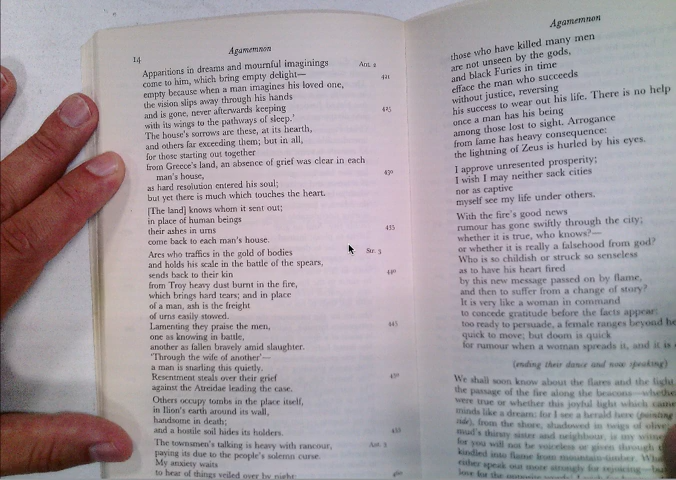 14
Agamemnon
Apparitions in dreams and mournful imaginings
Ant. 2
come to him, which bring empty delight—
421
empty because when a man imagines his loved one,
the vision slips away through his hands
and is gone, never afterwards keeping
425
with its wings to the pathways of sleep.'
The house's sorrows are these, at its hearth,
and others far exceeding them; but in all,
for those starting out together
from Greece's land, an absence of grief was clear in each
man's house,
430
as hard resolution entered his soul;
but yet there is much which touches the heart.
[The land] knows whom it sent out;
in place of human beings
their ashes in urns
435
come back to each man's house.
Ares who traffics in the gold of bodies
Str. 3
and holds his scale in the battle of the spears,
sends back to their kin
440
from Troy heavy dust burnt in the fire,
which brings hard tears; and in place
of a man, ash is the freight
of urns easily stowed.
Lamenting they praise the men,
445
one as knowing in battle,
another as fallen bravely amid slaughter.
'Through the wife of another'—
a man is snarling this quietly.
Resentment steals over their grief
450
against the Atreidae leading the case.
Others occupy tombs in the place itself,
in Ilion's earth around its wall,
handsome in death;
and a hostile soil hides its holders.
455
The townsmen's talking is heavy with rancour,
Ant. 3
paying its due to the people's solemn curse.
My anxiety waits
to hear of things veiled over by night
460
Agamemnon
those who have killed many men
are not unseen by the gods,
and black Furies in time
efface the man who succeeds
without justice, reversing
his success to wear out his life. There is no help
once a man has his being
among those lost to sight. Arrogance
from fame has heavy consequence:
the lightning of Zeus is hurled by his eyes.
I approve unresented prosperity;
I wish I may neither sack cities
nor as captive
myself see my life under others.
With the fire's good news
rumour has gone swiftly through the city;
whether it is true, who knows?—
or whether it is really a falsehood from god?
Who is so childish or struck so senseless
as to have his heart fired
by this new message passed on by flame,
and then to suffer from a change of story?
It is very like a woman in command
to concede gratitude before the facts appear:
too ready to persuade, a female ranges beyond he
quick to move; but doom is quick
for rumour when a woman spreads it, and it is
(ending their dance and now speaking)
We shall soon know about the flares and the light
the passage of the fire along the beacons—whethe
were true or whether this joyful light which came
minds like a dream; for I see a herald here (pointing
side), from the shore, shadowed in twigs of olive;
mud's thirsty sister and neighbour, is my witne
for you will not be voiceless or given through
kindled into flame from mountain-timber. Wha
either speak out more strongly for rejoicing—bu